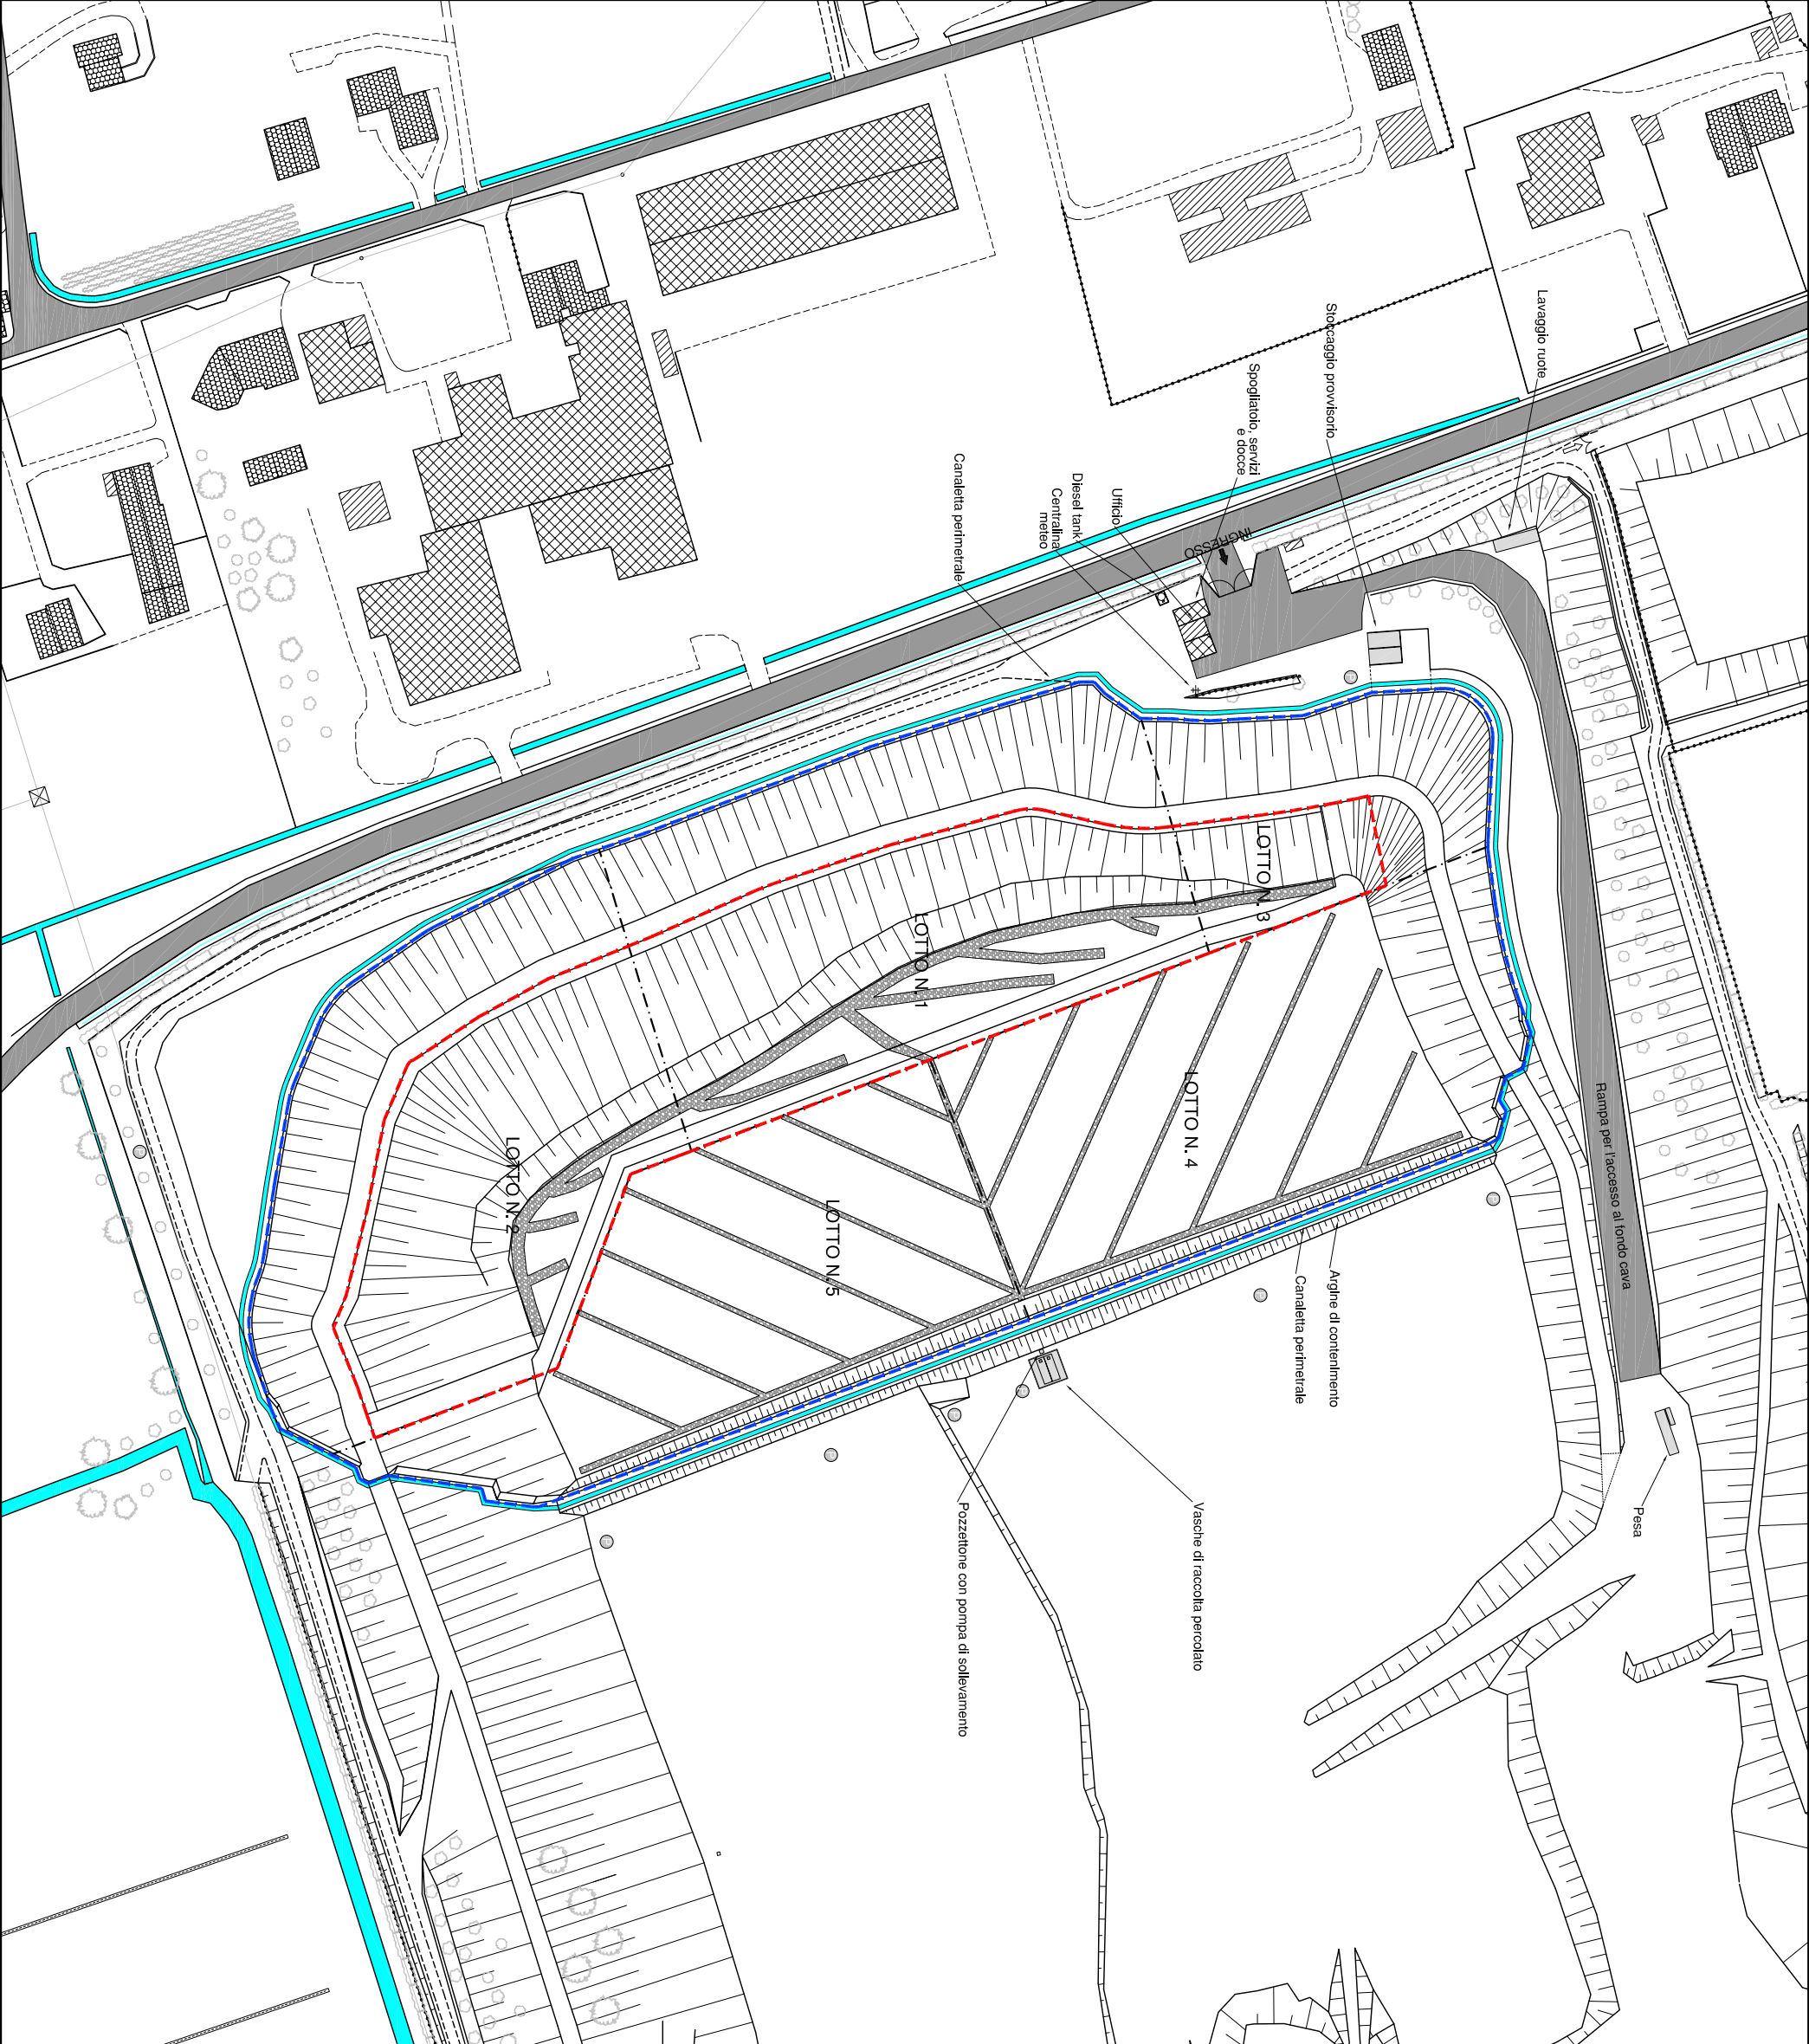 Lavaggio ruote
Stoccaggio provvisorio
Spogliatoio, servizi
e docce
Ufficio
Diesel tank
Centralina
meteo
Canaletta perimetrale
INGRESSO
LOTTO N. 3
LOTTO N. 1
LOTTO N. 4
LOTTO N. 2
LOTTO N. 5
Rampa per l'accesso al fondo cava
Argine di contenimento
Canaletta perimetrale
Pesa
Vasche di raccolta percolato
Pozzettone con pompa di sollevamento